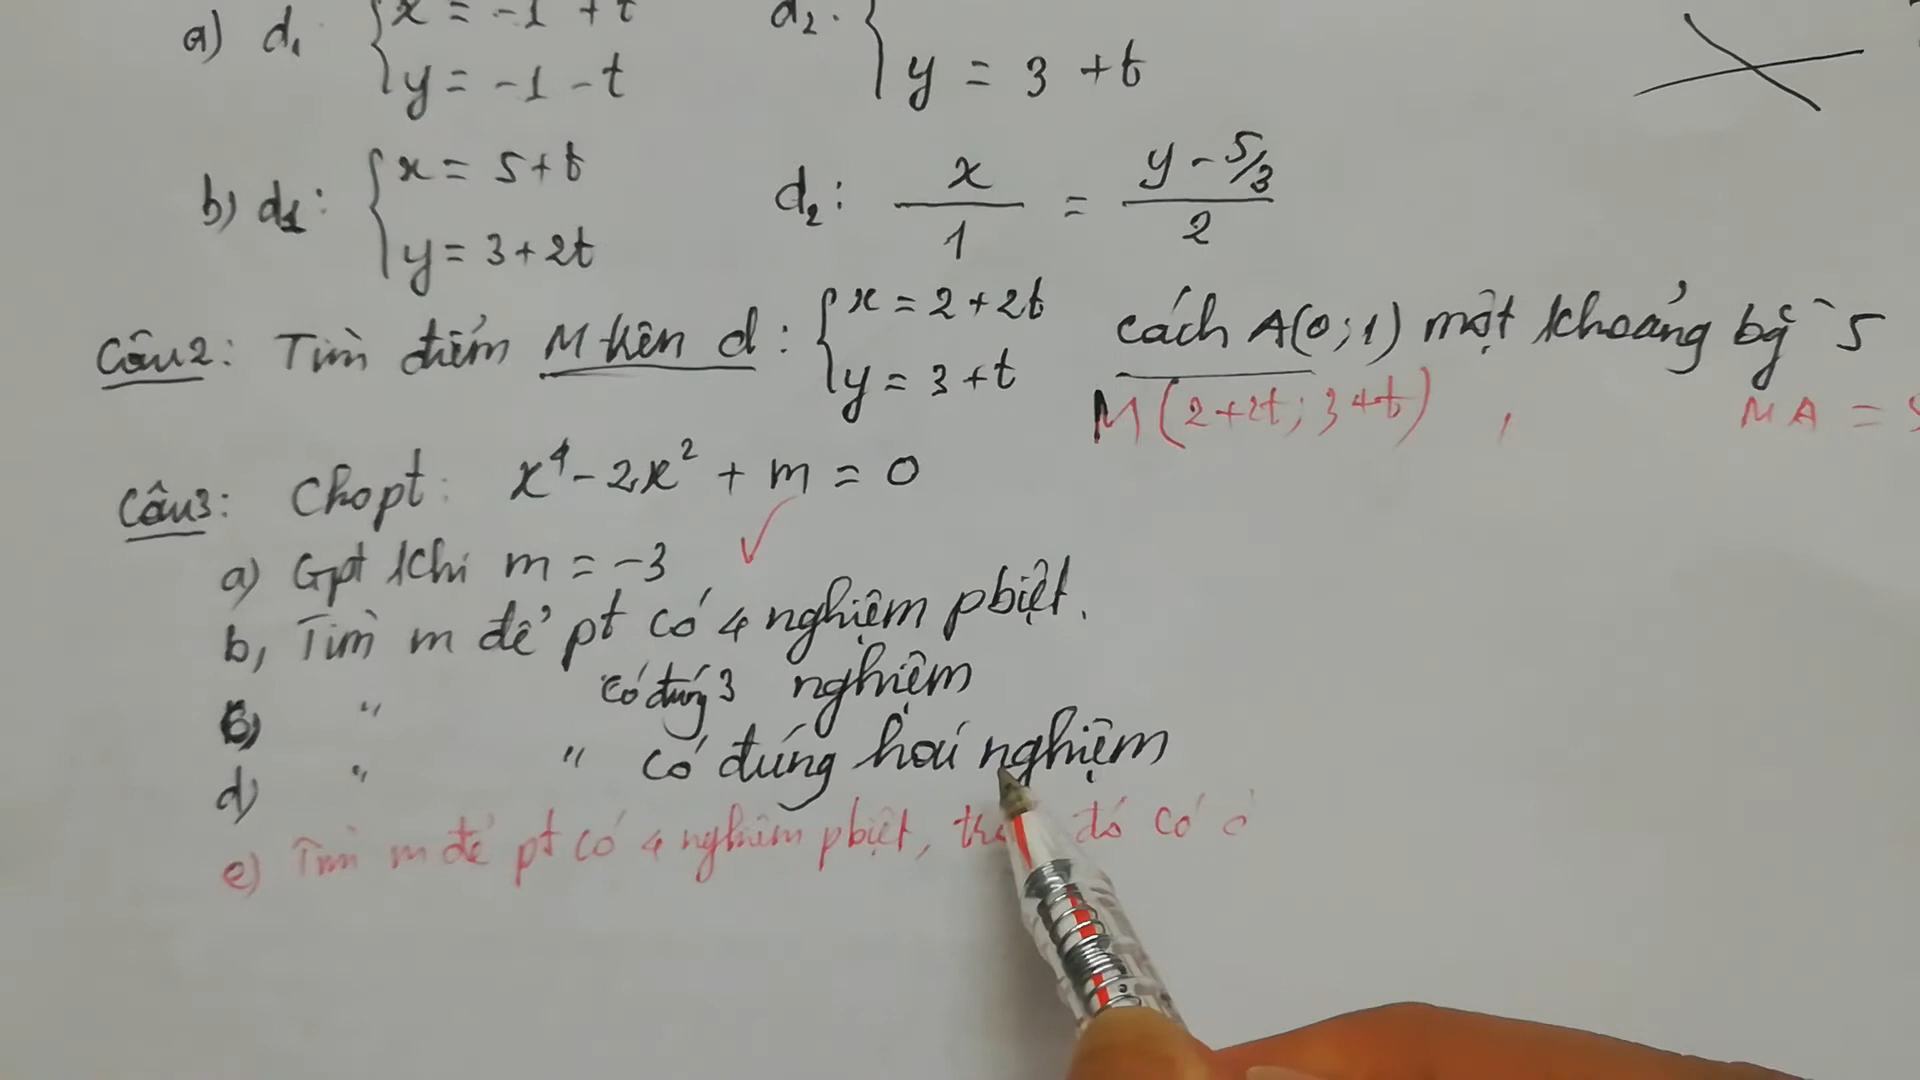 a) d₁ { x = -1 + t d₂: {
y = -1 - t y = 3 + t
b) d₁: { x = 5 + t d₂: x/1 = (y - 5/3)/2
y = 3 + 2t
Câu 2: Tìm điểm M trên d: { x = 2 + 2t cách A(0;1) một khoảng bg 5
y = 3 + t
M(2+2t; 3+t), MA = 5
Câu 3: Cho pt: x⁴ - 2x² + m = 0
a) Gpt khi m = -3
b, Tìm m để pt có 4 nghiệm pbiệt.
c) " có đúng 3 nghiệm
d) " " có đúng hai nghiệm
e) Tìm m để pt có 4 nghiệm pbiệt, đó có